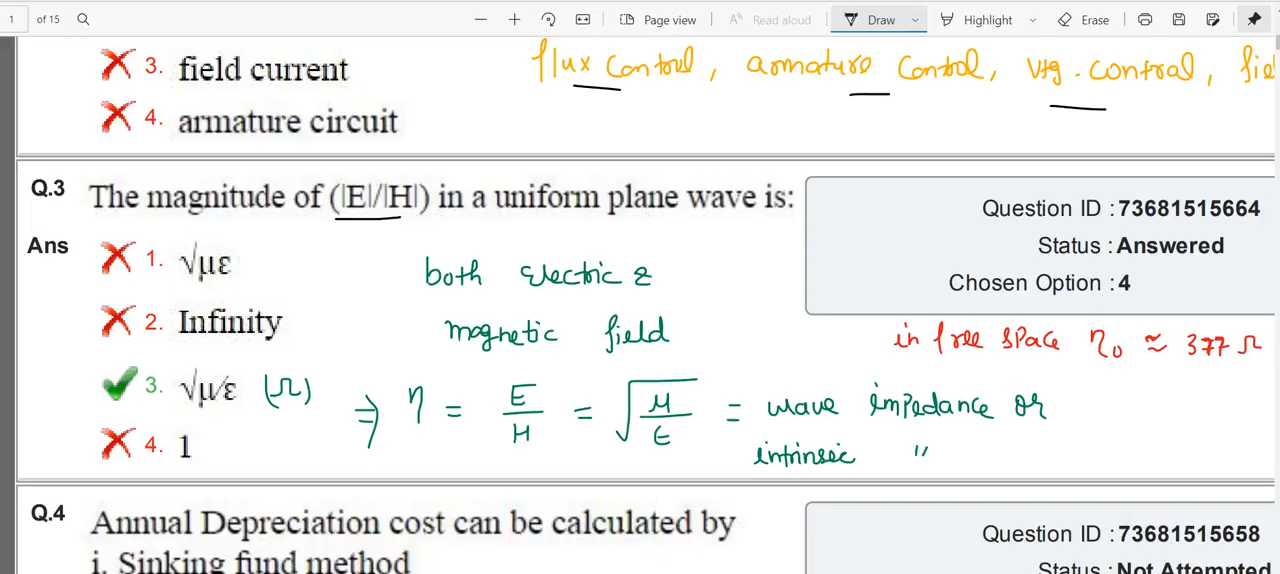 1 of 15 Page view Read aloud Draw Highlight Erase
3. field current
flux control, armature control, vtg. control, fie
4. armature circuit
Q.3 The magnitude of (|E|/|H|) in a uniform plane wave is:
Question ID : 73681515664
Status : Answered
Chosen Option : 4
Ans 1. √με
both electric &
2. Infinity
magnetic field
in free space η₀ ≈ 377 Ω
3. √μ/ε (Ω)
⇒ η = E/H = √μ/ε = wave impedance or
intrinsic "
4. 1
Q.4 Annual Depreciation cost can be calculated by
i. Sinking fund method
Question ID : 73681515658
Status : Not Attempted